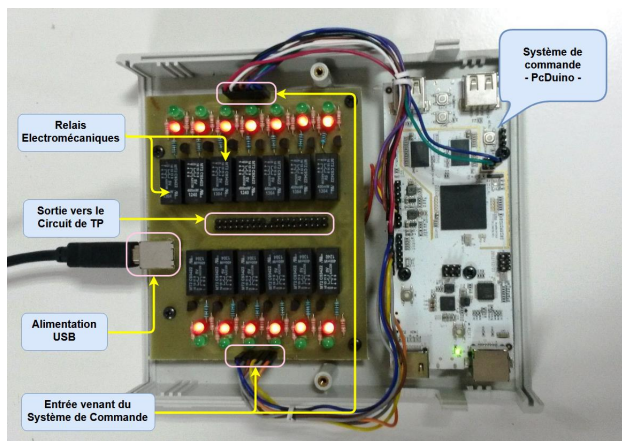 Système de
commande
- PcDuino -
Relais
Electromécaniques
Sortie vers le
Circuit de TP
Alimentation
USB
Entrée venant du
Système de Commande